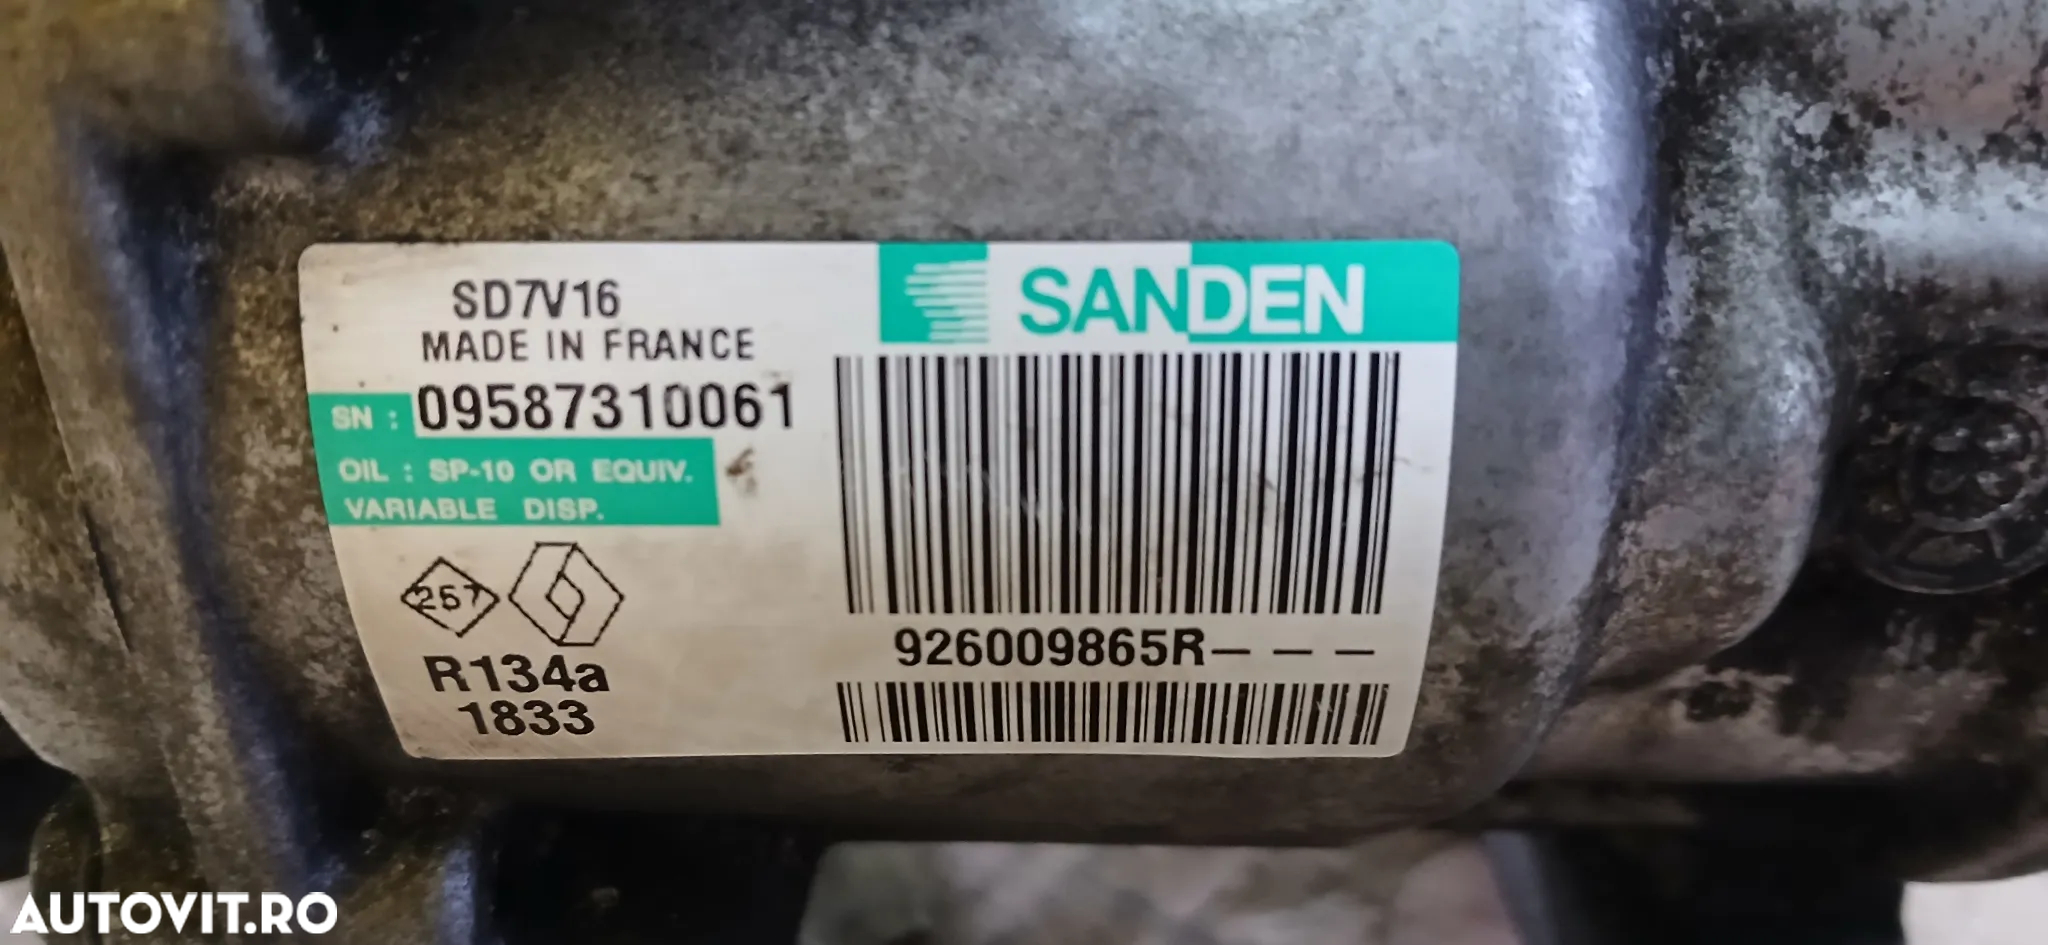 SD7V16
MADE IN FRANCE
SANDEN
SN : 09587310061
OIL : SP-10 OR EQUIV.
VARIABLE DISP.
267
R134a
1833
926009865R– – –
AUTOVIT.RO